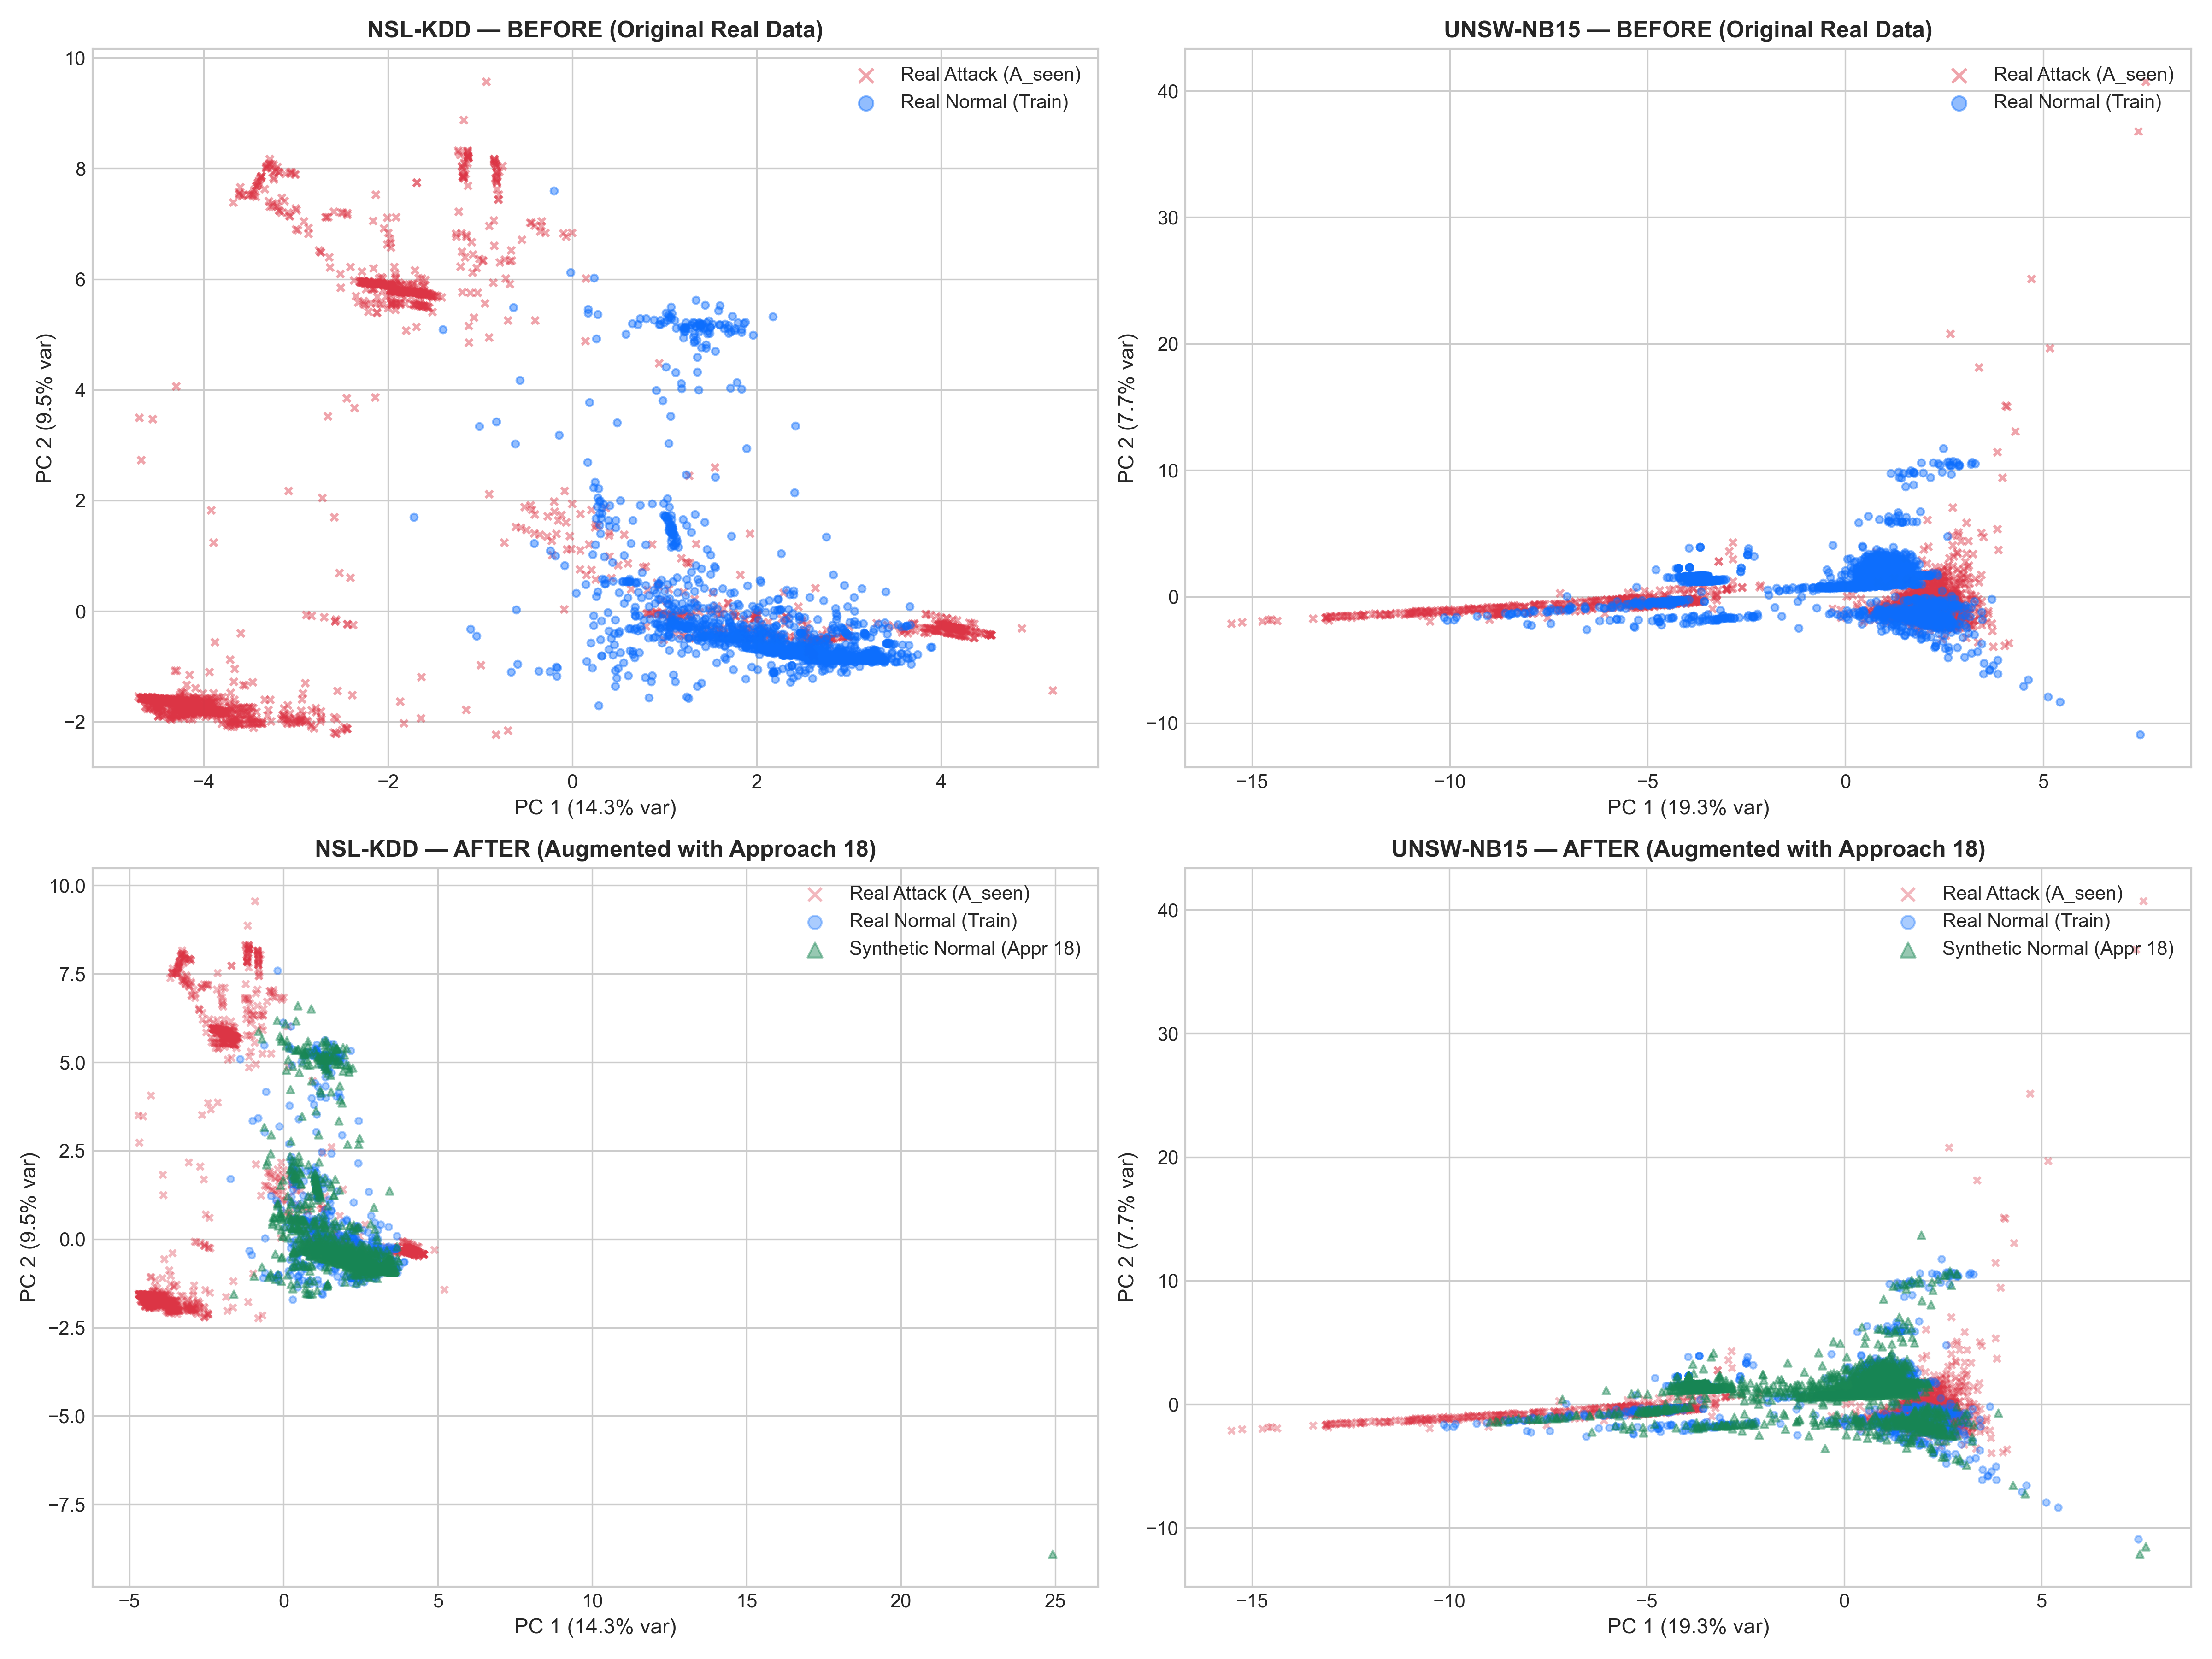 NSL-KDD — BEFORE (Original Real Data)
10
8
6
4
2
0
−2
−4
−2
0
2
4
PC 1 (14.3% var)
PC 2 (9.5% var)
Real Attack (A_seen)
Real Normal (Train)
UNSW-NB15 — BEFORE (Original Real Data)
40
30
20
10
0
−10
−15
−10
−5
0
5
PC 1 (19.3% var)
PC 2 (7.7% var)
Real Attack (A_seen)
Real Normal (Train)
NSL-KDD — AFTER (Augmented with Approach 18)
10.0
7.5
5.0
2.5
0.0
−2.5
−5.0
−7.5
−5
0
5
10
15
20
25
PC 1 (14.3% var)
PC 2 (9.5% var)
Real Attack (A_seen)
Real Normal (Train)
Synthetic Normal (Appr 18)
UNSW-NB15 — AFTER (Augmented with Approach 18)
40
30
20
10
0
−10
−15
−10
−5
0
5
PC 1 (19.3% var)
PC 2 (7.7% var)
Real Attack (A_seen)
Real Normal (Train)
Synthetic Normal (Appr 18)